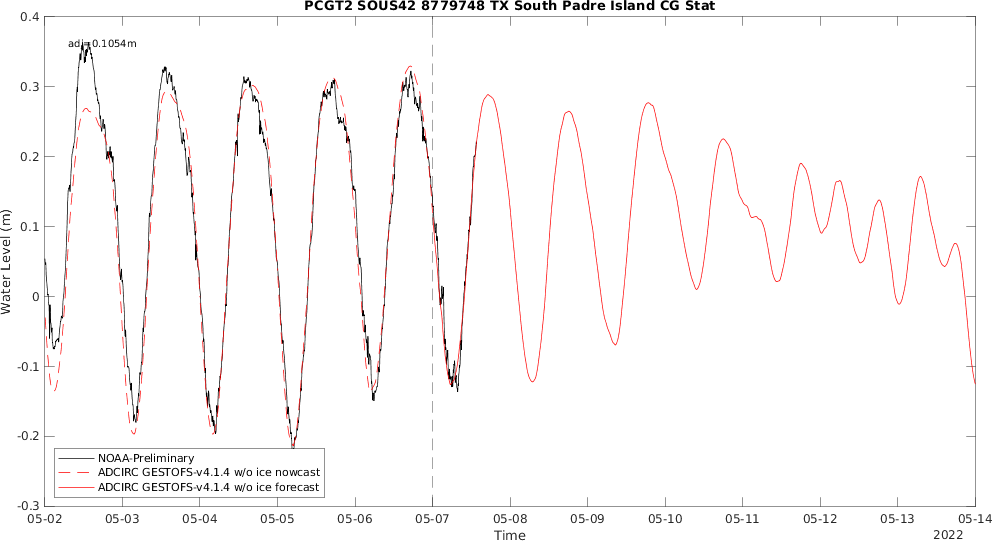 PCGT2 SOUS42 8779748 TX South Padre Island CG Stat
adj=0.1054m
0.4
0.3
0.2
0.1
0
-0.1
-0.2
-0.3
Water Level (m)
NOAA-Preliminary
ADCIRC GESTOFS-v4.1.4 w/o ice nowcast
ADCIRC GESTOFS-v4.1.4 w/o ice forecast
05-02 05-03 05-04 05-05 05-06 05-07 05-08 05-09 05-10 05-11 05-12 05-13 05-14
Time
2022